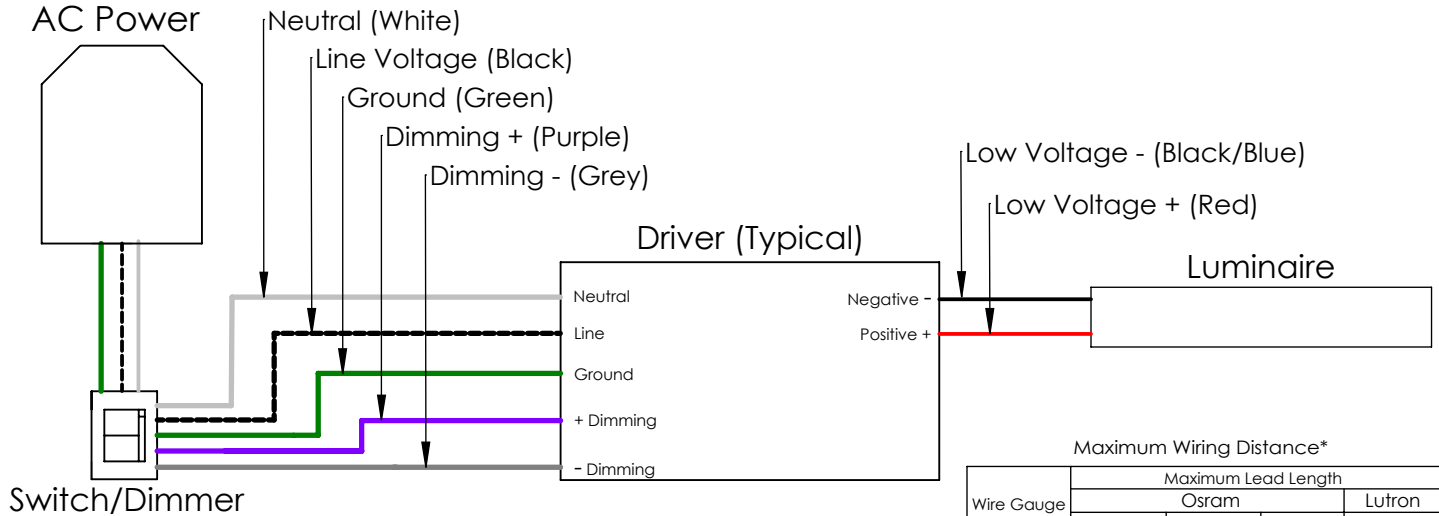 AC Power
Neutral (White)
Line Voltage (Black)
Ground (Green)
Dimming + (Purple)
Dimming - (Grey)
Low Voltage - (Black/Blue)
Low Voltage + (Red)
Driver (Typical)
Luminaire
Neutral
Negative -
Line
Positive +
Ground
+ Dimming
- Dimming
Switch/Dimmer
Maximum Wiring Distance*
Maximum Lead Length
Wire Gauge
Osram
Lutron